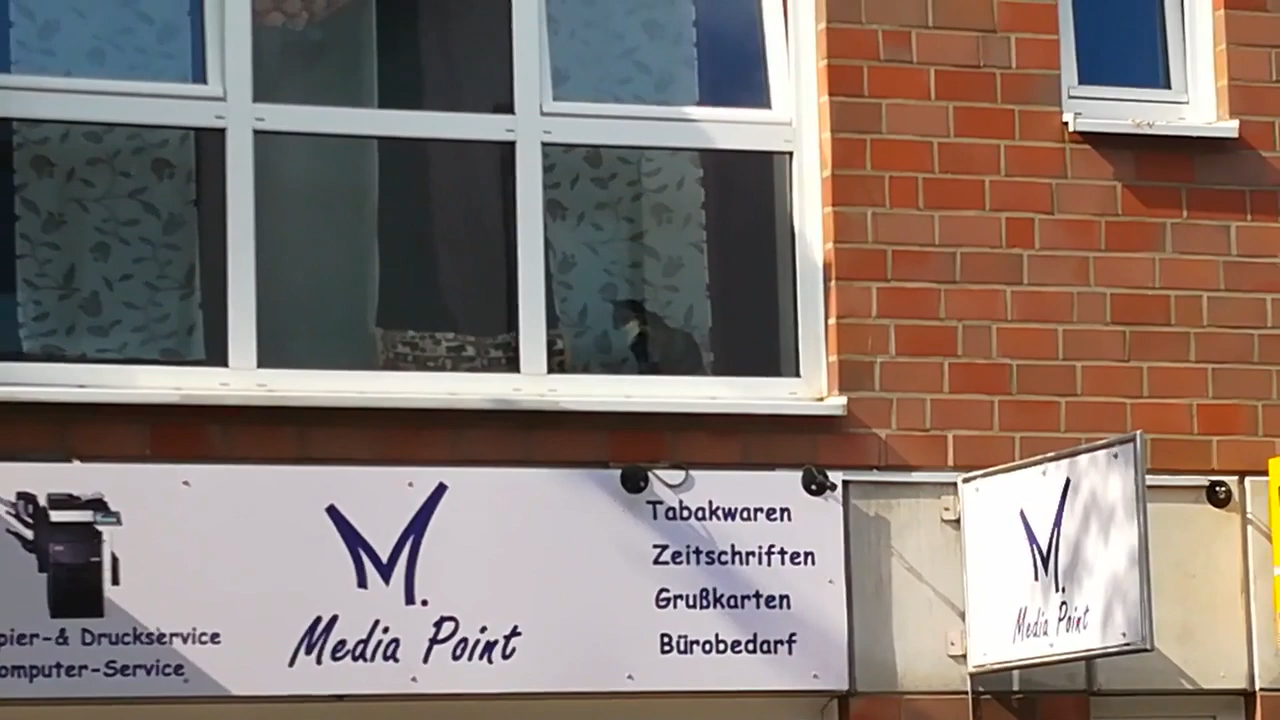 pier-& Druckservice
omputer-Service
M.
Media Point
Tabakwaren
Zeitschriften
Grußkarten
Bürobedarf
M.
Media Point